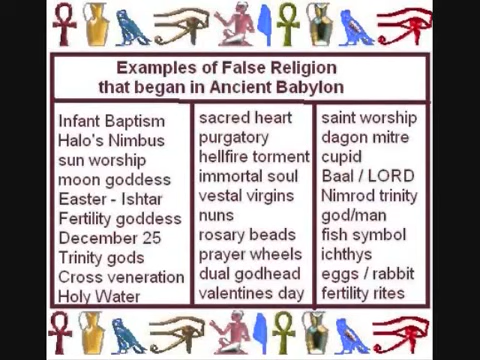 Examples of False Religion
that began in Ancient Babylon
Infant Baptism
Halo's Nimbus
sun worship
moon goddess
Easter - Ishtar
Fertility goddess
December 25
Trinity gods
Cross veneration
Holy Water
sacred heart
purgatory
hellfire torment
immortal soul
vestal virgins
nuns
rosary beads
prayer wheels
dual godhead
valentines day
saint worship
dagon mitre
cupid
Baal / LORD
Nimrod trinity
god/man
fish symbol
ichthys
eggs / rabbit
fertility rites